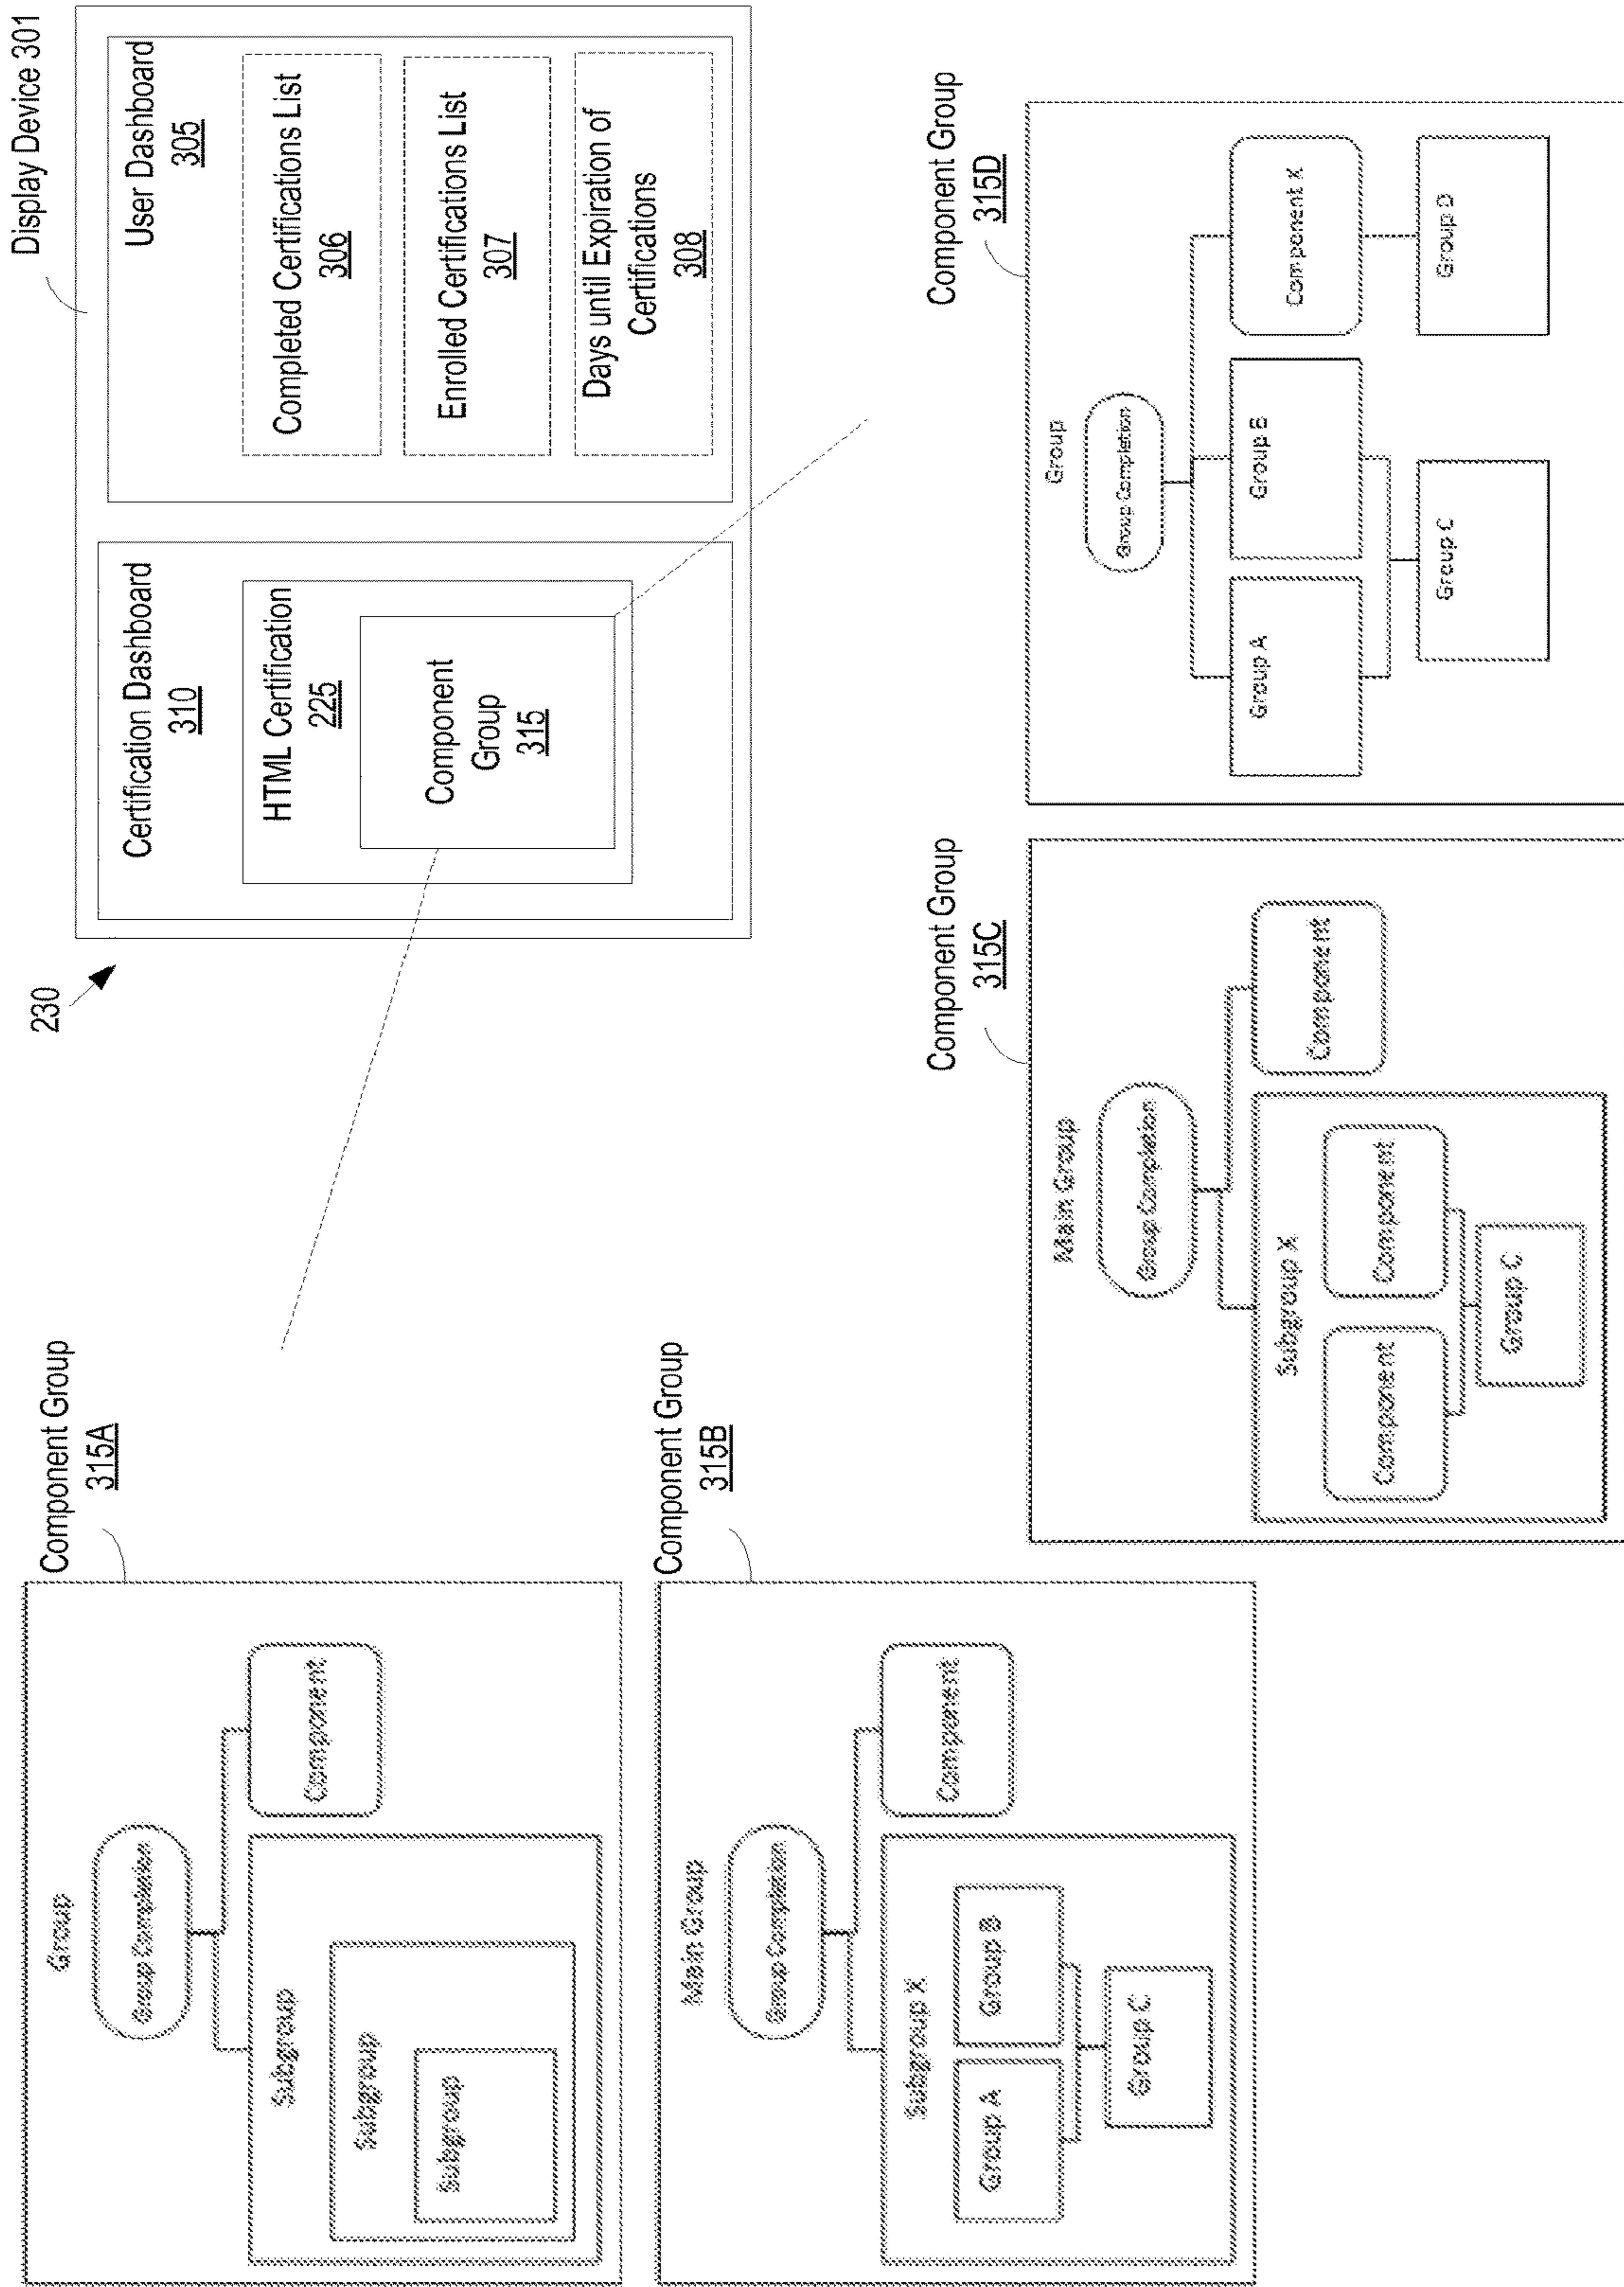 Display Device 301
230
User Dashboard
305
Completed Certifications List
306
Enrolled Certifications List
307
Days until Expiration of
Certifications
308
Certification Dashboard
310
HTML Certification
225
Component
Group
315
Component Group
315A
Group
Group Completion
Component
Subgroup
Subgroup
Subgroup
Component Group
315B
Main Group
Group Completion
Component
Subgroup X
Group A
Group B
Group C
Component Group
315C
Main Group
Group Completion
Component
Subgroup X
Component
Component
Group C
Component Group
315D
Group
Group Completion
Group A
Group B
Component X
Group C
Group D